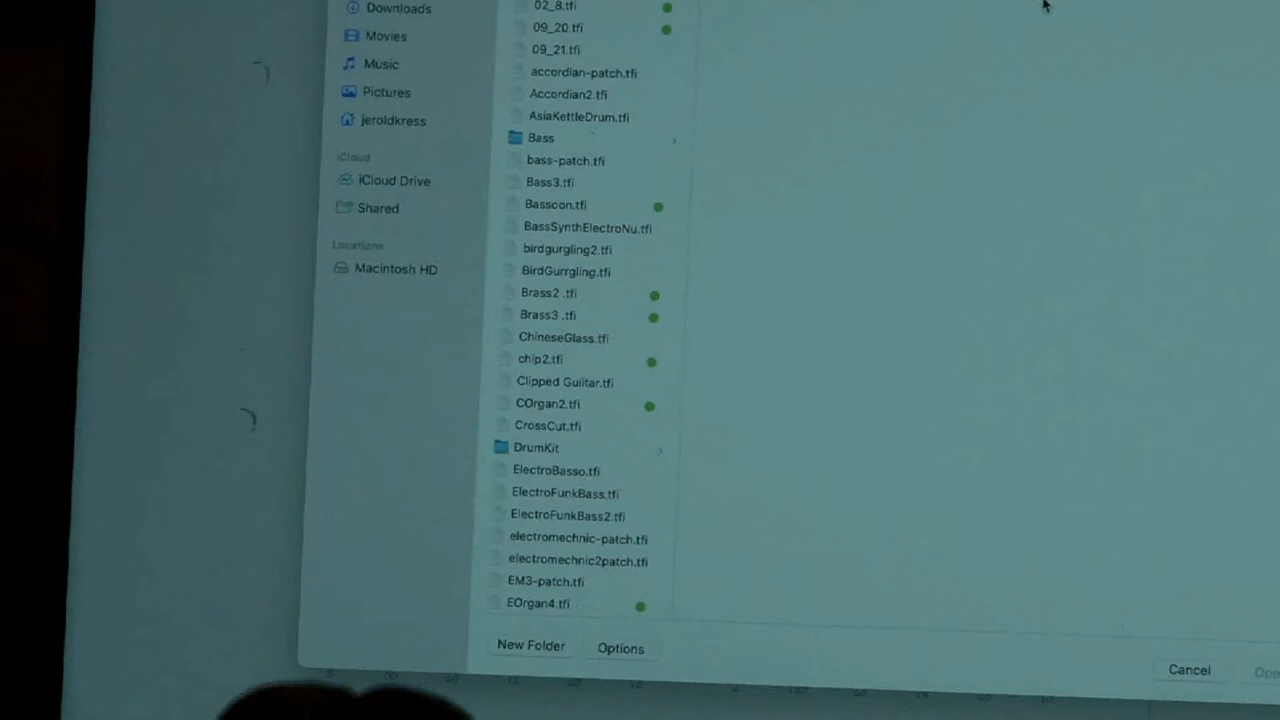 Downloads
Movies
Music
Pictures
jeroldkress
iCloud
iCloud Drive
Shared
Locations
Macintosh HD
02_8.tfi
09_20.tfi
09_21.tfi
accordian-patch.tfi
Accordian2.tfi
AsiaKettleDrum.tfi
Bass
bass-patch.tfi
Bass3.tfi
Bassoon.tfi
BassSynthElectroNu.tfi
birdgurgling2.tfi
BirdGurrgling.tfi
Brass2 .tfi
Brass3 .tfi
ChineseGlass.tfi
chip2.tfi
Clipped Guiitar.tfi
COrgan2.tfi
CrossCut.tfi
DrumKit
ElectroBasso.tfi
ElectroFunkBass.tfi
ElectroFunkBass2.tfi
electromechnic-patch.tfi
electromechnic2patch.tfi
EM3-patch.tfi
EOrgan4.tfi
New Folder
Options
Cancel